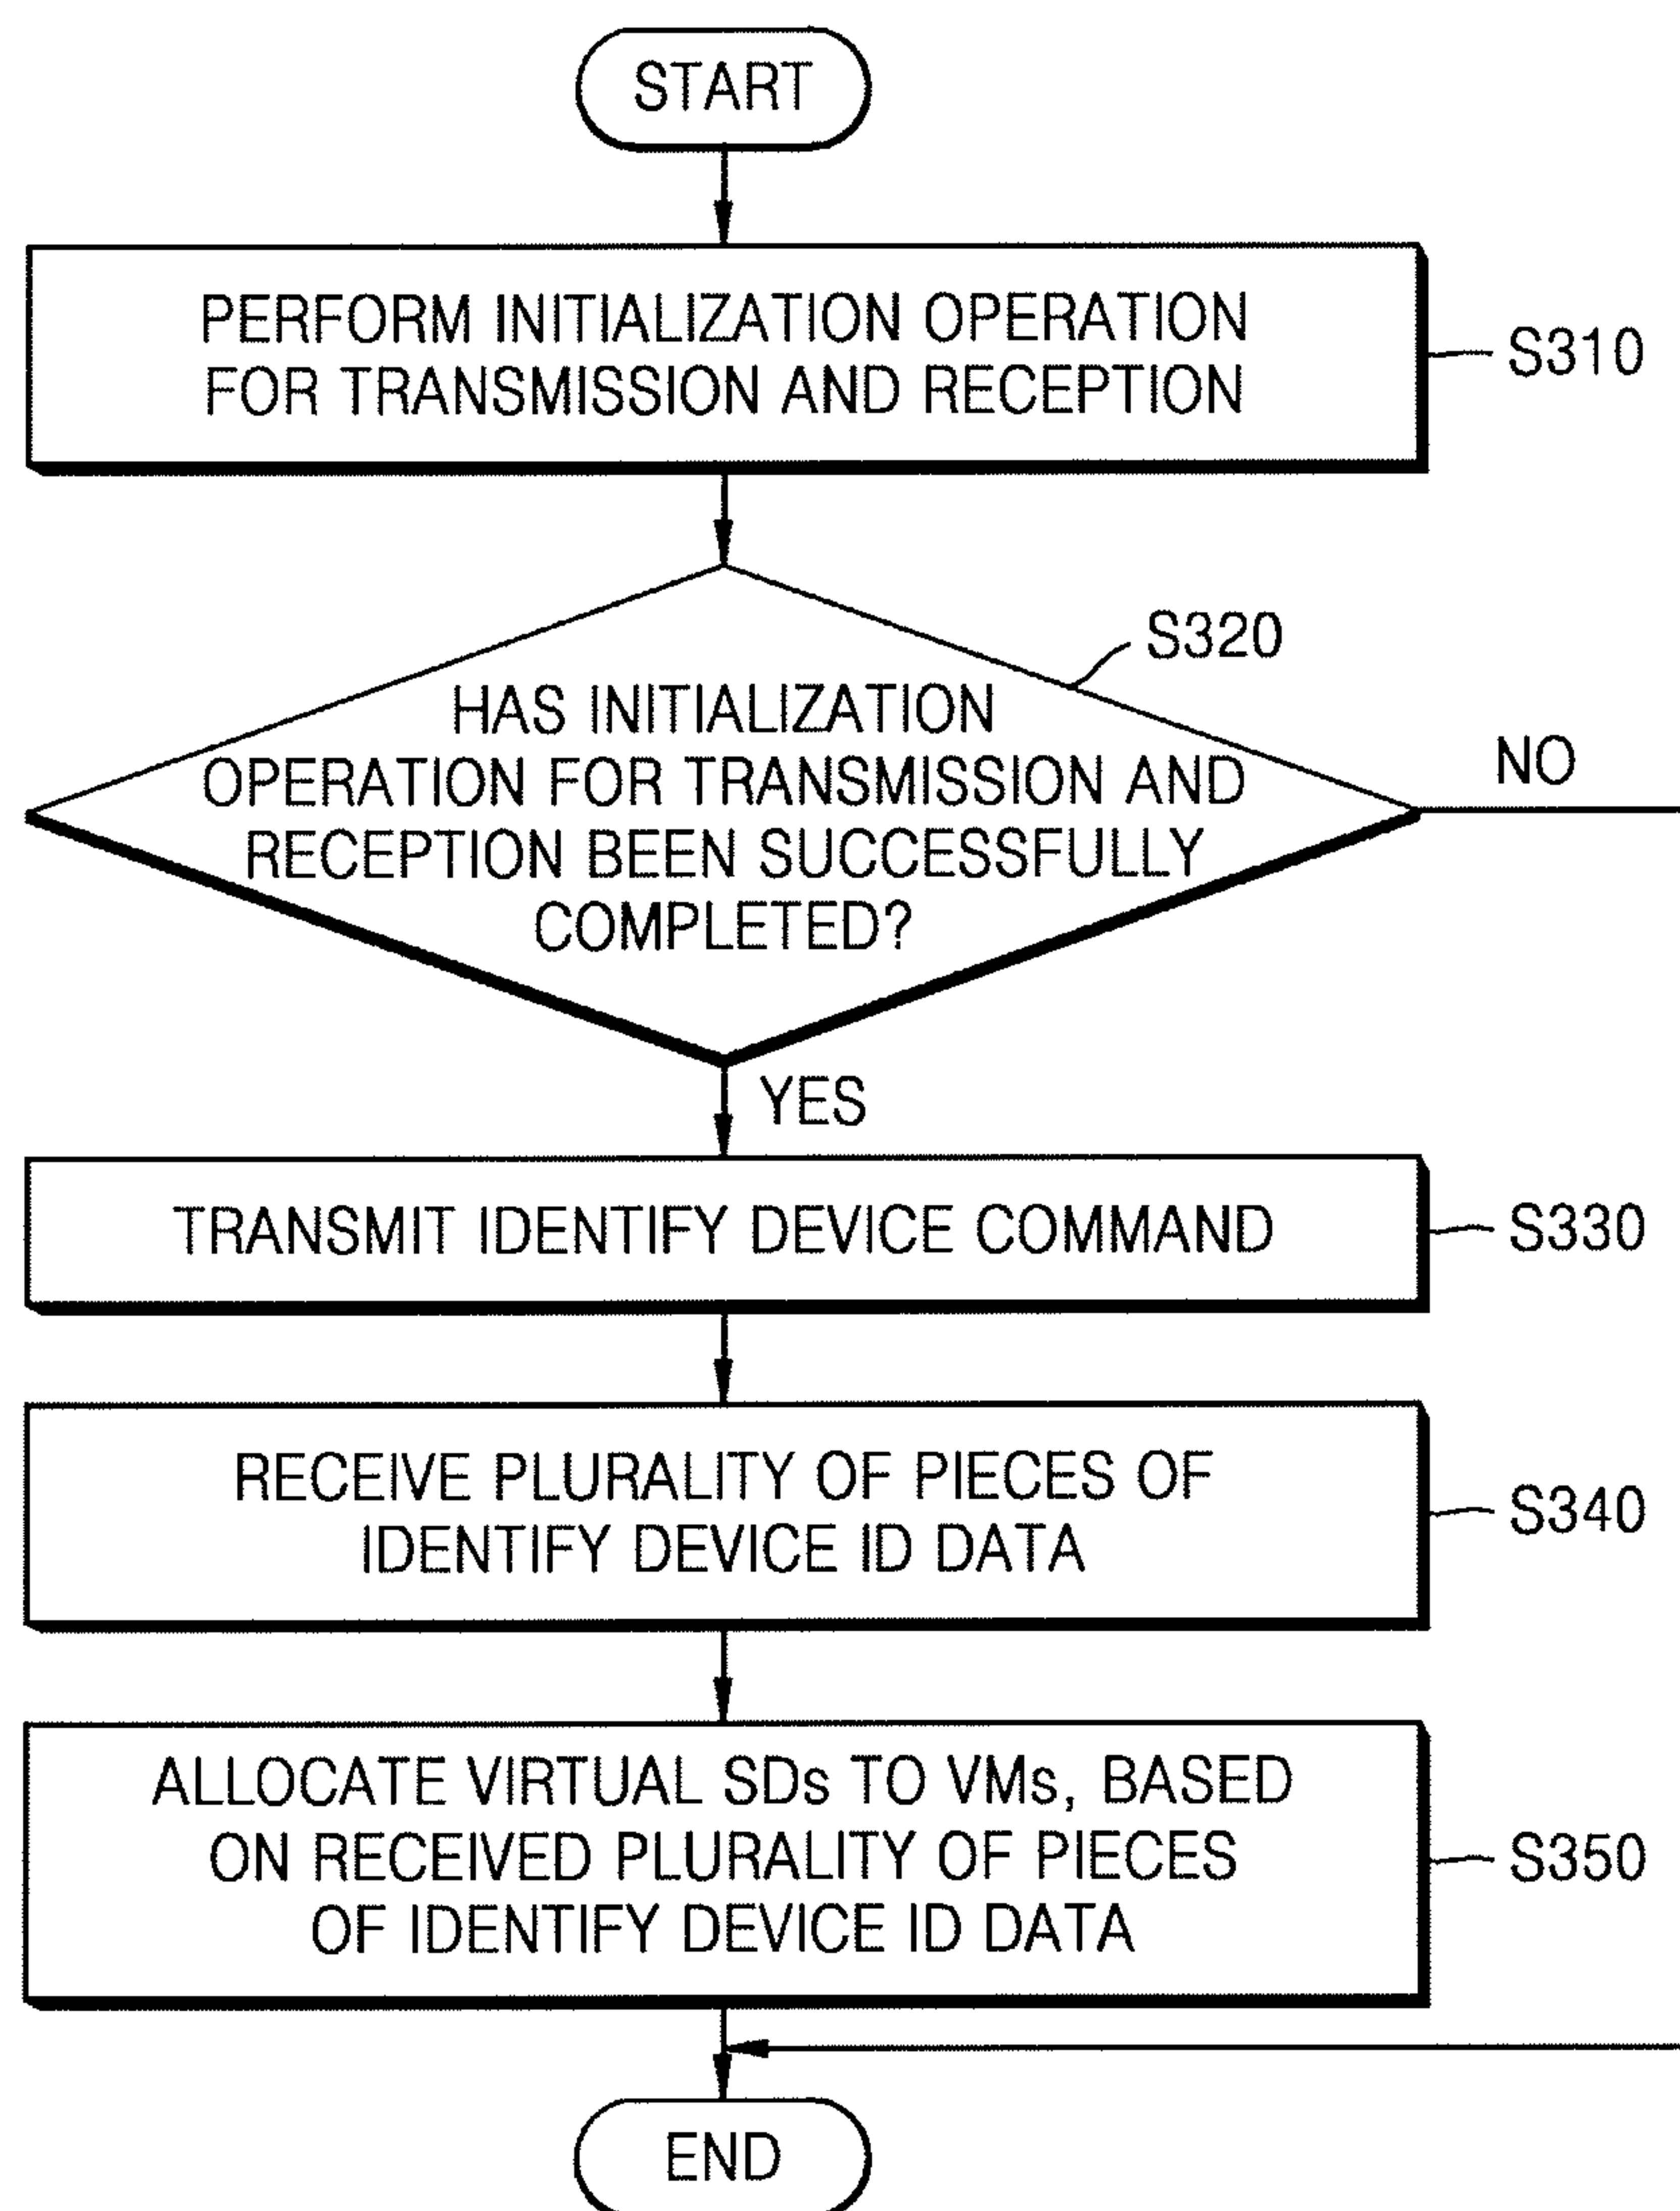 START
PERFORM INITIALIZATION OPERATION
FOR TRANSMISSION AND RECEPTION
S310
S320
HAS INITIALIZATION
OPERATION FOR TRANSMISSION AND
RECEPTION BEEN SUCCESSFULLY
COMPLETED?
NO
YES
TRANSMIT IDENTIFY DEVICE COMMAND
S330
RECEIVE PLURALITY OF PIECES OF
IDENTIFY DEVICE ID DATA
S340
ALLOCATE VIRTUAL SDs TO VMs, BASED
ON RECEIVED PLURALITY OF PIECES
OF IDENTIFY DEVICE ID DATA
S350
END